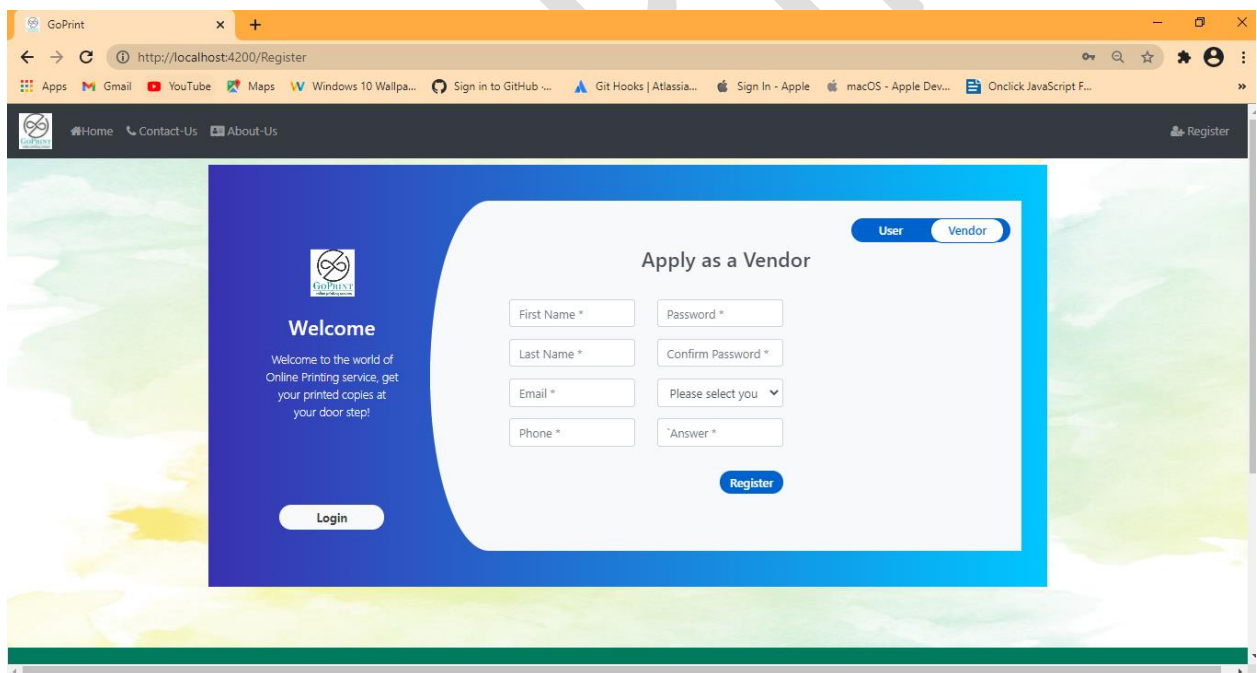 GoPrint
http://localhost:4200/Register
Apps Gmail YouTube Maps Windows 10 Wallpa... Sign in to GitHub ·... Git Hooks | Atlassia... Sign In - Apple macOS - Apple Dev... Onclick JavaScript F... »
GoPrint
Home Contact-Us About-Us Register
User Vendor
GoPrint
Welcome
Welcome to the world of
Online Printing service, get
your printed copies at
your door step!
Login
Apply as a Vendor
First Name * Password *
Last Name * Confirm Password *
Email * Please select you
Phone * `Answer *
Register